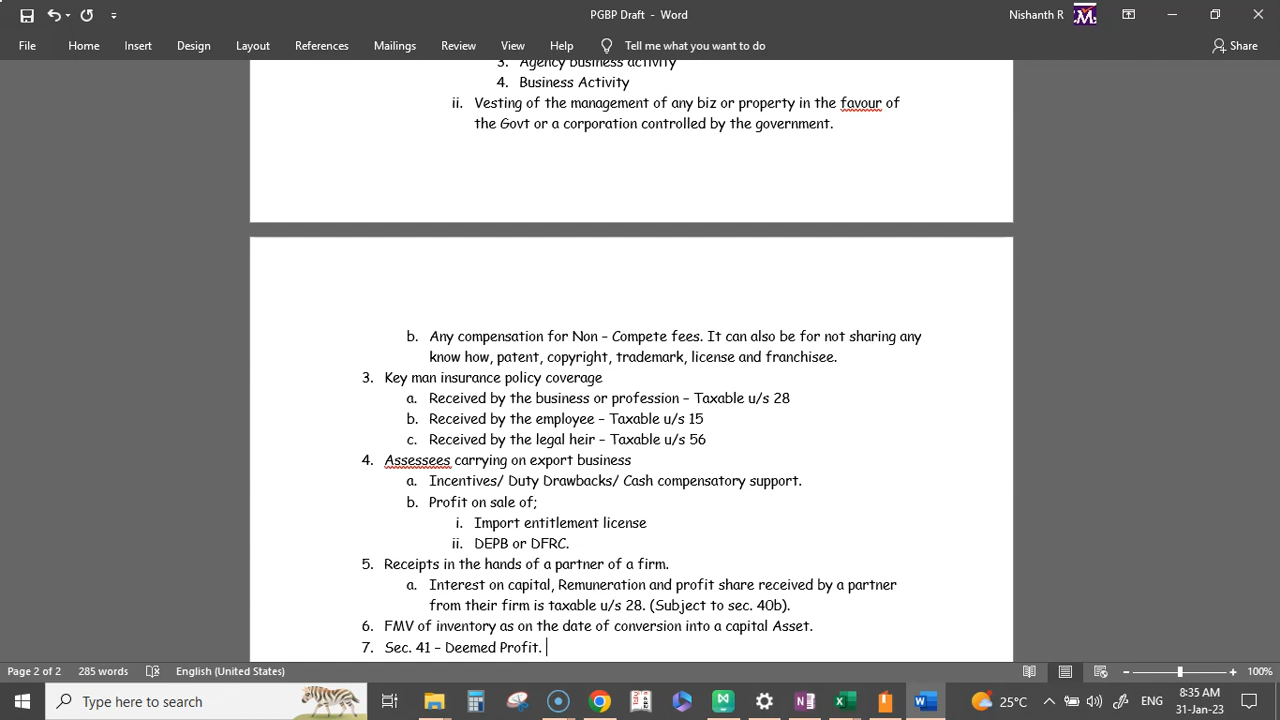 PGBP Draft - Word
Nishanth R
File Home Insert Design Layout References Mailings Review View Help Tell me what you want to do Share
3. Agency business activity
4. Business Activity
ii. Vesting of the management of any biz or property in the favour of
the Govt or a corporation controlled by the government.
b. Any compensation for Non – Compete fees. It can also be for not sharing any
know how, patent, copyright, trademark, license and franchisee.
3. Key man insurance policy coverage
a. Received by the business or profession – Taxable u/s 28
b. Received by the employee – Taxable u/s 15
c. Received by the legal heir – Taxable u/s 56
4. Assessees carrying on export business
a. Incentives/ Duty Drawbacks/ Cash compensatory support.
b. Profit on sale of;
i. Import entitlement license
ii. DEPB or DFRC.
5. Receipts in the hands of a partner of a firm.
a. Interest on capital, Remuneration and profit share received by a partner
from their firm is taxable u/s 28. (Subject to sec. 40b).
6. FMV of inventory as on the date of conversion into a capital Asset.
7. Sec. 41 – Deemed Profit.
Page 2 of 2 285 words English (United States) 100%
Type here to search 25°C ENG 8:35 AM
31-Jan-23